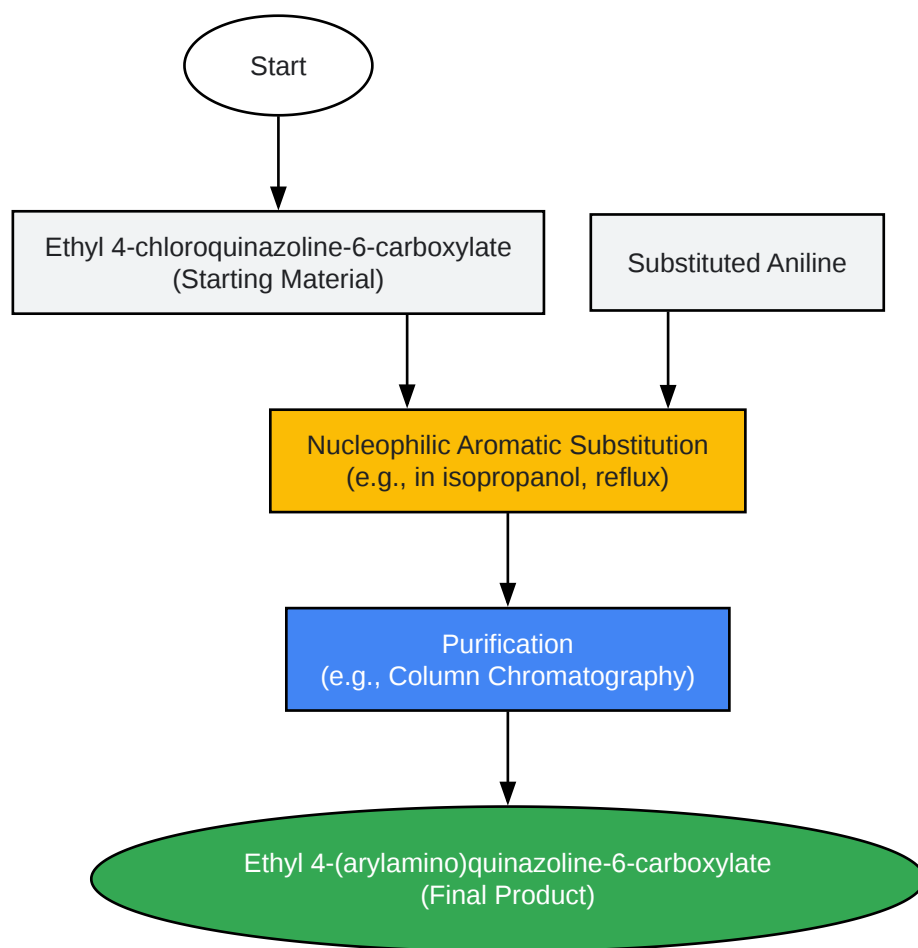 Start
Ethyl 4-chloroquinazoline-6-carboxylate
(Starting Material)
Substituted Aniline
Nucleophilic Aromatic Substitution
(e.g., in isopropanol, reflux)
Purification
(e.g., Column Chromatography)
Ethyl 4-(arylamino)quinazoline-6-carboxylate
(Final Product)